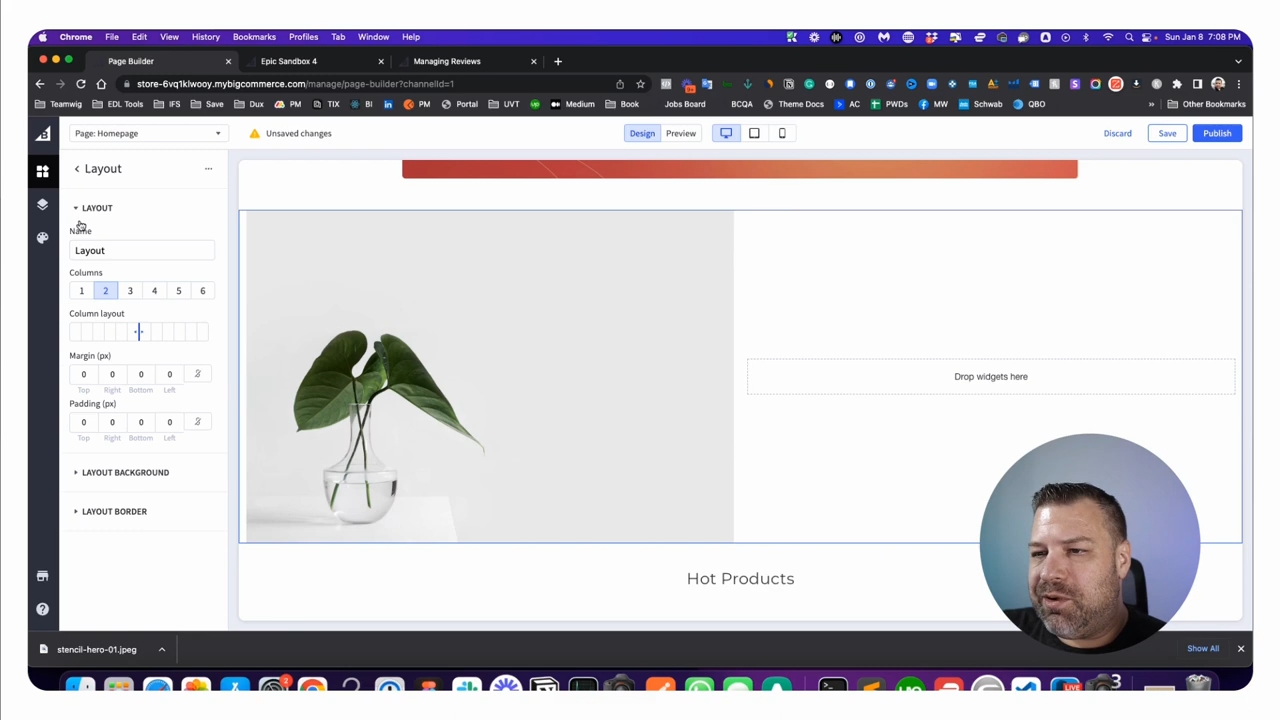 Chrome File Edit View History Bookmarks Profiles Tab Window Help Sun Jan 8 7:08 PM
Page Builder Epic Sandbox 4 Managing Reviews
store-6vq1klwooy.mybigcommerce.com/manage/page-builder?channelId=1
Teamwig EDL Tools IFS Save Dux PM TIX BI PM Portal UVT Medium Book Jobs Board BCQA Theme Docs AC PWDs MW Schwab QBO » Other Bookmarks
Page: Homepage Unsaved changes Design Preview Discard Save Publish
Layout
LAYOUT
Name
Layout
Columns
1 2 3 4 5 6
Column layout
Margin (px)
0 0 0 0
Top Right Bottom Left
Padding (px)
0 0 0 0
Top Right Bottom Left
LAYOUT BACKGROUND
LAYOUT BORDER
Drop widgets here
Hot Products
stencil-hero-01.jpeg Show All
2
LIVE
3